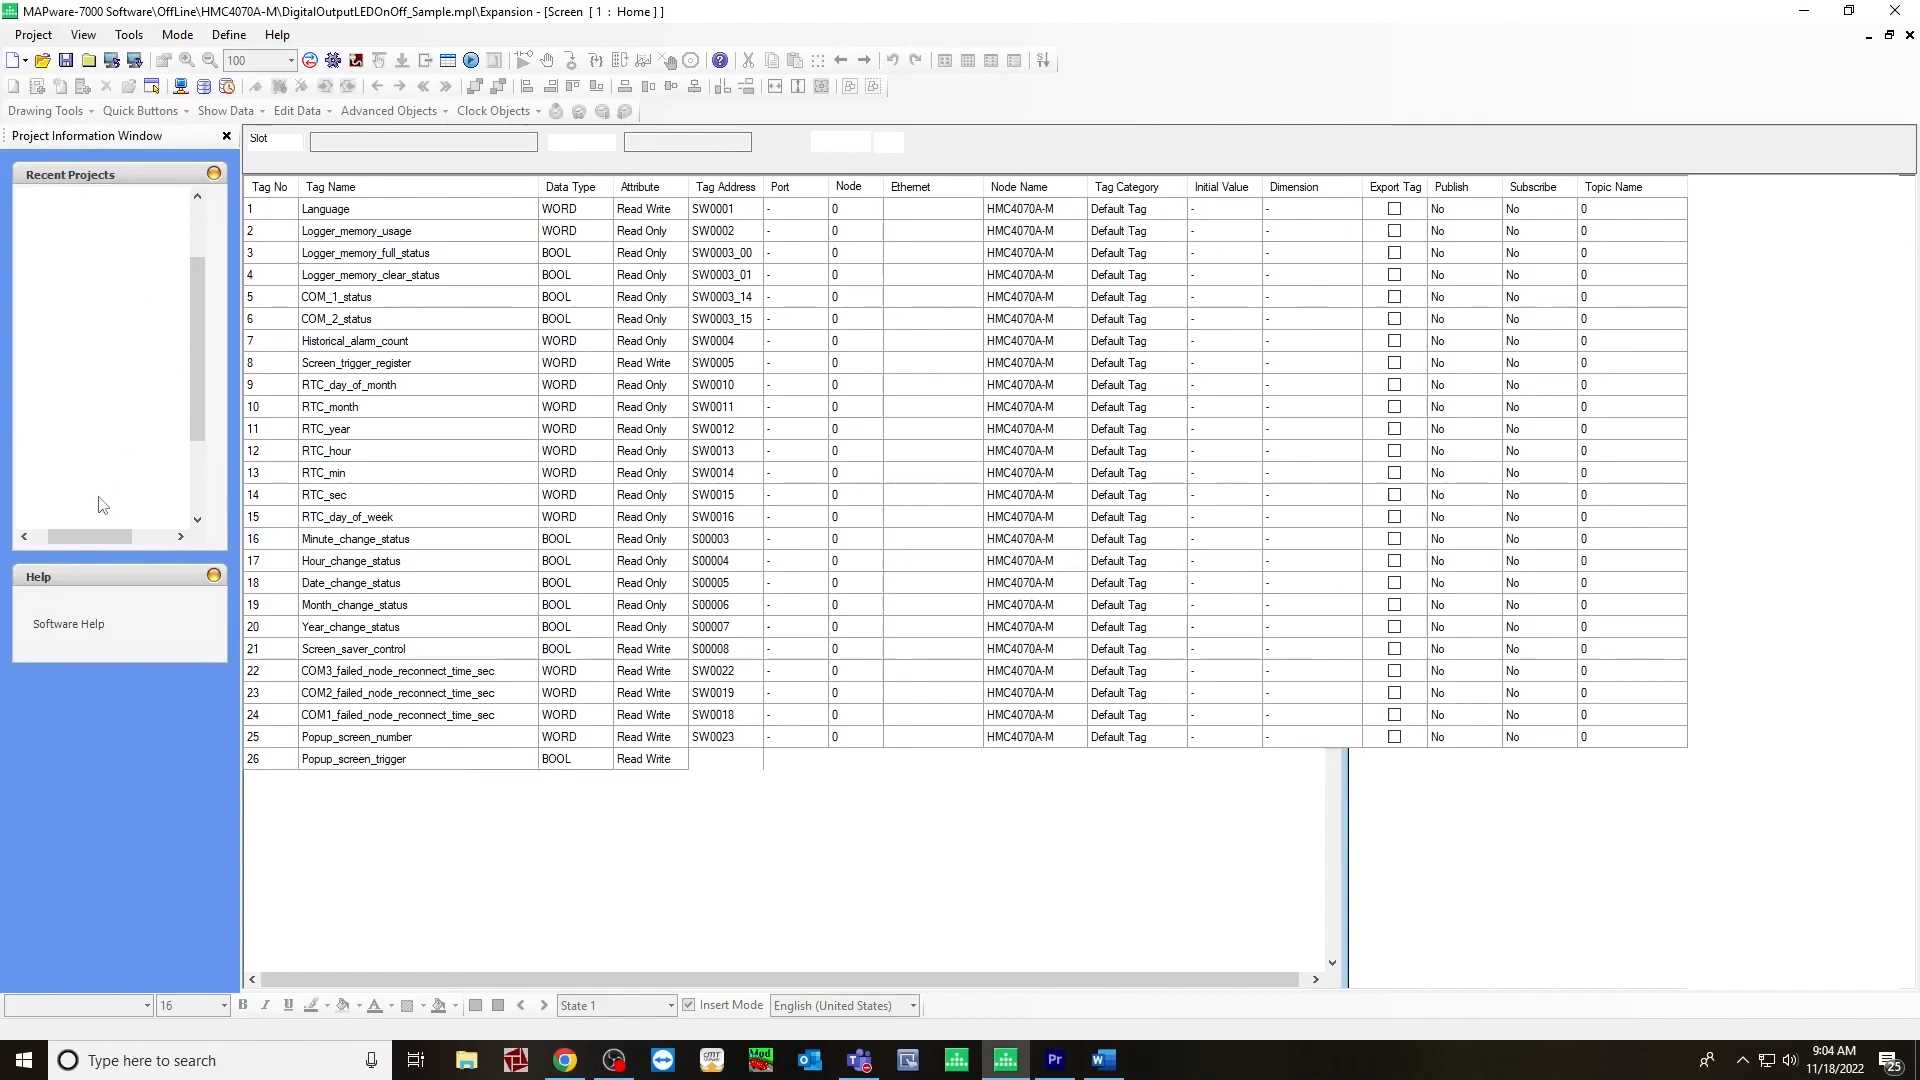 MAPware-7000 Software\OffLine\HMC4070A-M\DigitalOutputLEDOnOff_Sample.mpl\Expansion - [Screen [ 1 : Home ] ]
Project View Tools Mode Define Help
100
Drawing Tools Quick Buttons Show Data Edit Data Advanced Objects Clock Objects
Project Information Window
Recent Projects
Help
Software Help
Slot
Tag No Tag Name Data Type Attribute Tag Address Port Node Ethernet Node Name Tag Category Initial Value Dimension Export Tag Publish Subscribe Topic Name
1 Language WORD Read Write SW0001 - 0 HMC4070A-M Default Tag - - No No 0
2 Logger_memory_usage WORD Read Only SW0002 - 0 HMC4070A-M Default Tag - - No No 0
3 Logger_memory_full_status BOOL Read Only SW0003_00 - 0 HMC4070A-M Default Tag - - No No 0
4 Logger_memory_clear_status BOOL Read Only SW0003_01 - 0 HMC4070A-M Default Tag - - No No 0
5 COM_1_status BOOL Read Only SW0003_14 - 0 HMC4070A-M Default Tag - - No No 0
6 COM_2_status BOOL Read Only SW0003_15 - 0 HMC4070A-M Default Tag - - No No 0
7 Historical_alarm_count WORD Read Only SW0004 - 0 HMC4070A-M Default Tag - - No No 0
8 Screen_trigger_register WORD Read Write SW0005 - 0 HMC4070A-M Default Tag - - No No 0
9 RTC_day_of_month WORD Read Only SW0010 - 0 HMC4070A-M Default Tag - - No No 0
10 RTC_month WORD Read Only SW0011 - 0 HMC4070A-M Default Tag - - No No 0
11 RTC_year WORD Read Only SW0012 - 0 HMC4070A-M Default Tag - - No No 0
12 RTC_hour WORD Read Only SW0013 - 0 HMC4070A-M Default Tag - - No No 0
13 RTC_min WORD Read Only SW0014 - 0 HMC4070A-M Default Tag - - No No 0
14 RTC_sec WORD Read Only SW0015 - 0 HMC4070A-M Default Tag - - No No 0
15 RTC_day_of_week WORD Read Only SW0016 - 0 HMC4070A-M Default Tag - - No No 0
16 Minute_change_status BOOL Read Only S00003 - 0 HMC4070A-M Default Tag - - No No 0
17 Hour_change_status BOOL Read Only S00004 - 0 HMC4070A-M Default Tag - - No No 0
18 Date_change_status BOOL Read Only S00005 - 0 HMC4070A-M Default Tag - - No No 0
19 Month_change_status BOOL Read Only S00006 - 0 HMC4070A-M Default Tag - - No No 0
20 Year_change_status BOOL Read Only S00007 - 0 HMC4070A-M Default Tag - - No No 0
21 Screen_saver_control BOOL Read Write S00008 - 0 HMC4070A-M Default Tag - - No No 0
22 COM3_failed_node_reconnect_time_sec WORD Read Write SW0022 - 0 HMC4070A-M Default Tag - - No No 0
23 COM2_failed_node_reconnect_time_sec WORD Read Write SW0019 - 0 HMC4070A-M Default Tag - - No No 0
24 COM1_failed_node_reconnect_time_sec WORD Read Write SW0018 - 0 HMC4070A-M Default Tag - - No No 0
25 Popup_screen_number WORD Read Write SW0023 - 0 HMC4070A-M Default Tag - - No No 0
26 Popup_screen_trigger BOOL Read Write
16 B I U A State 1 Insert Mode English (United States)
Type here to search
Pr
9:04 AM
11/18/2022
25